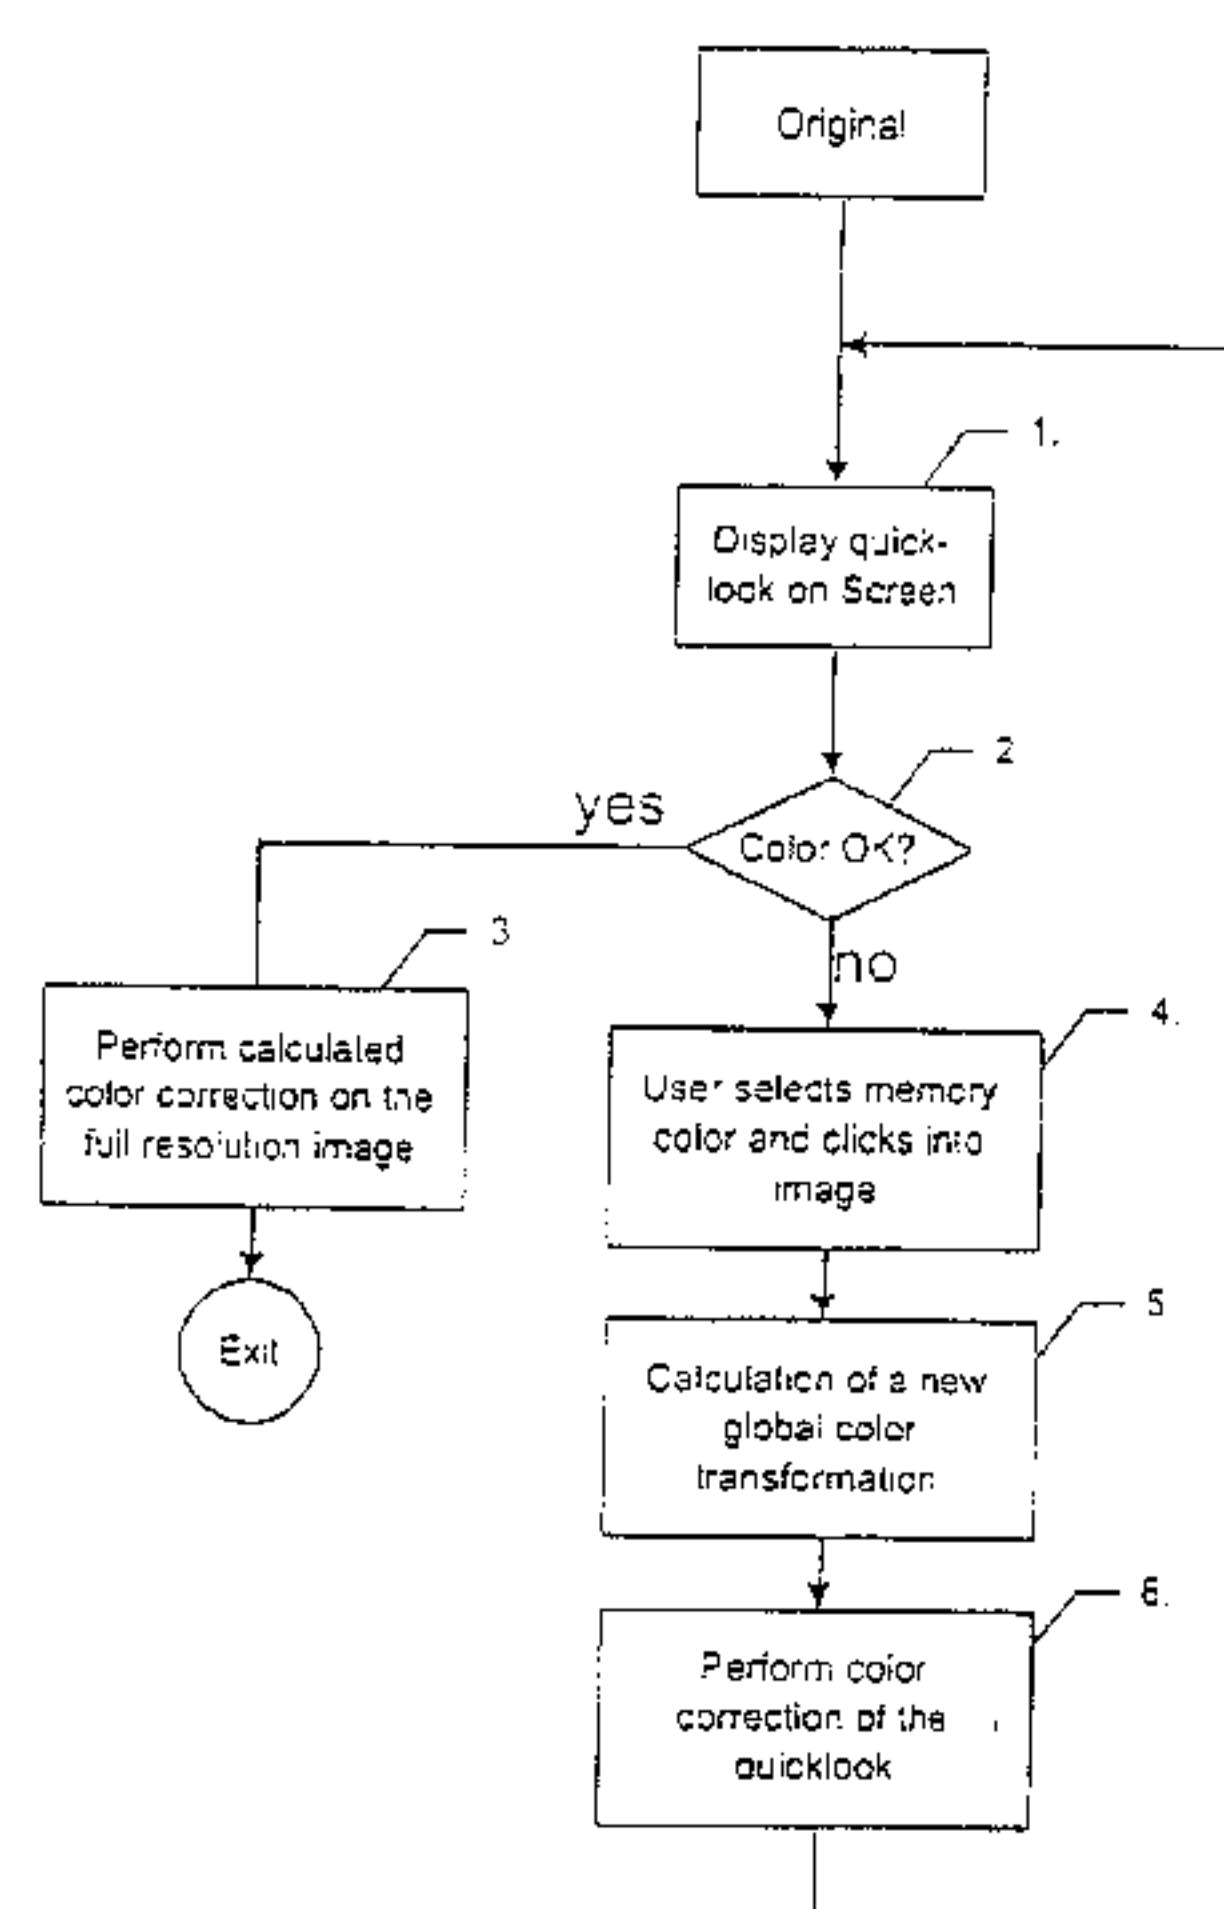 Original
1.
Display quick-
look on Screen
2
yes
Color OK?
3
no
4.
Perform calculated
color correction on the
full resolution image
User selects memory
color and clicks into
image
5
Exit
Calculation of a new
global color
transformation
6.
Perform color
correction of the
quicklook